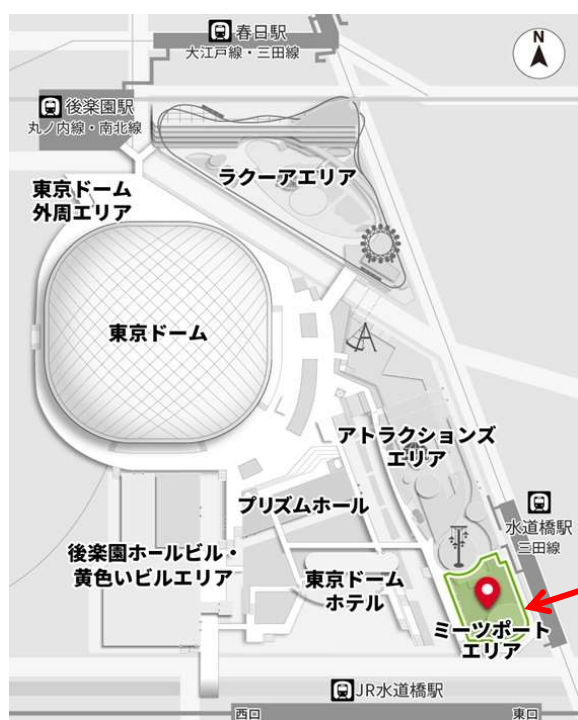 N
春日駅
大江戸線・三田線
後楽園駅
丸ノ内線・南北線
ラクーアエリア
東京ドーム
外周エリア
東京ドーム
アトラクションズ
エリア
プリズムホール
水道橋駅
三田線
後楽園ホールビル・
黄色いビルエリア
東京ドーム
ホテル
ミーツポート
エリア
JR水道橋駅
西口
東口